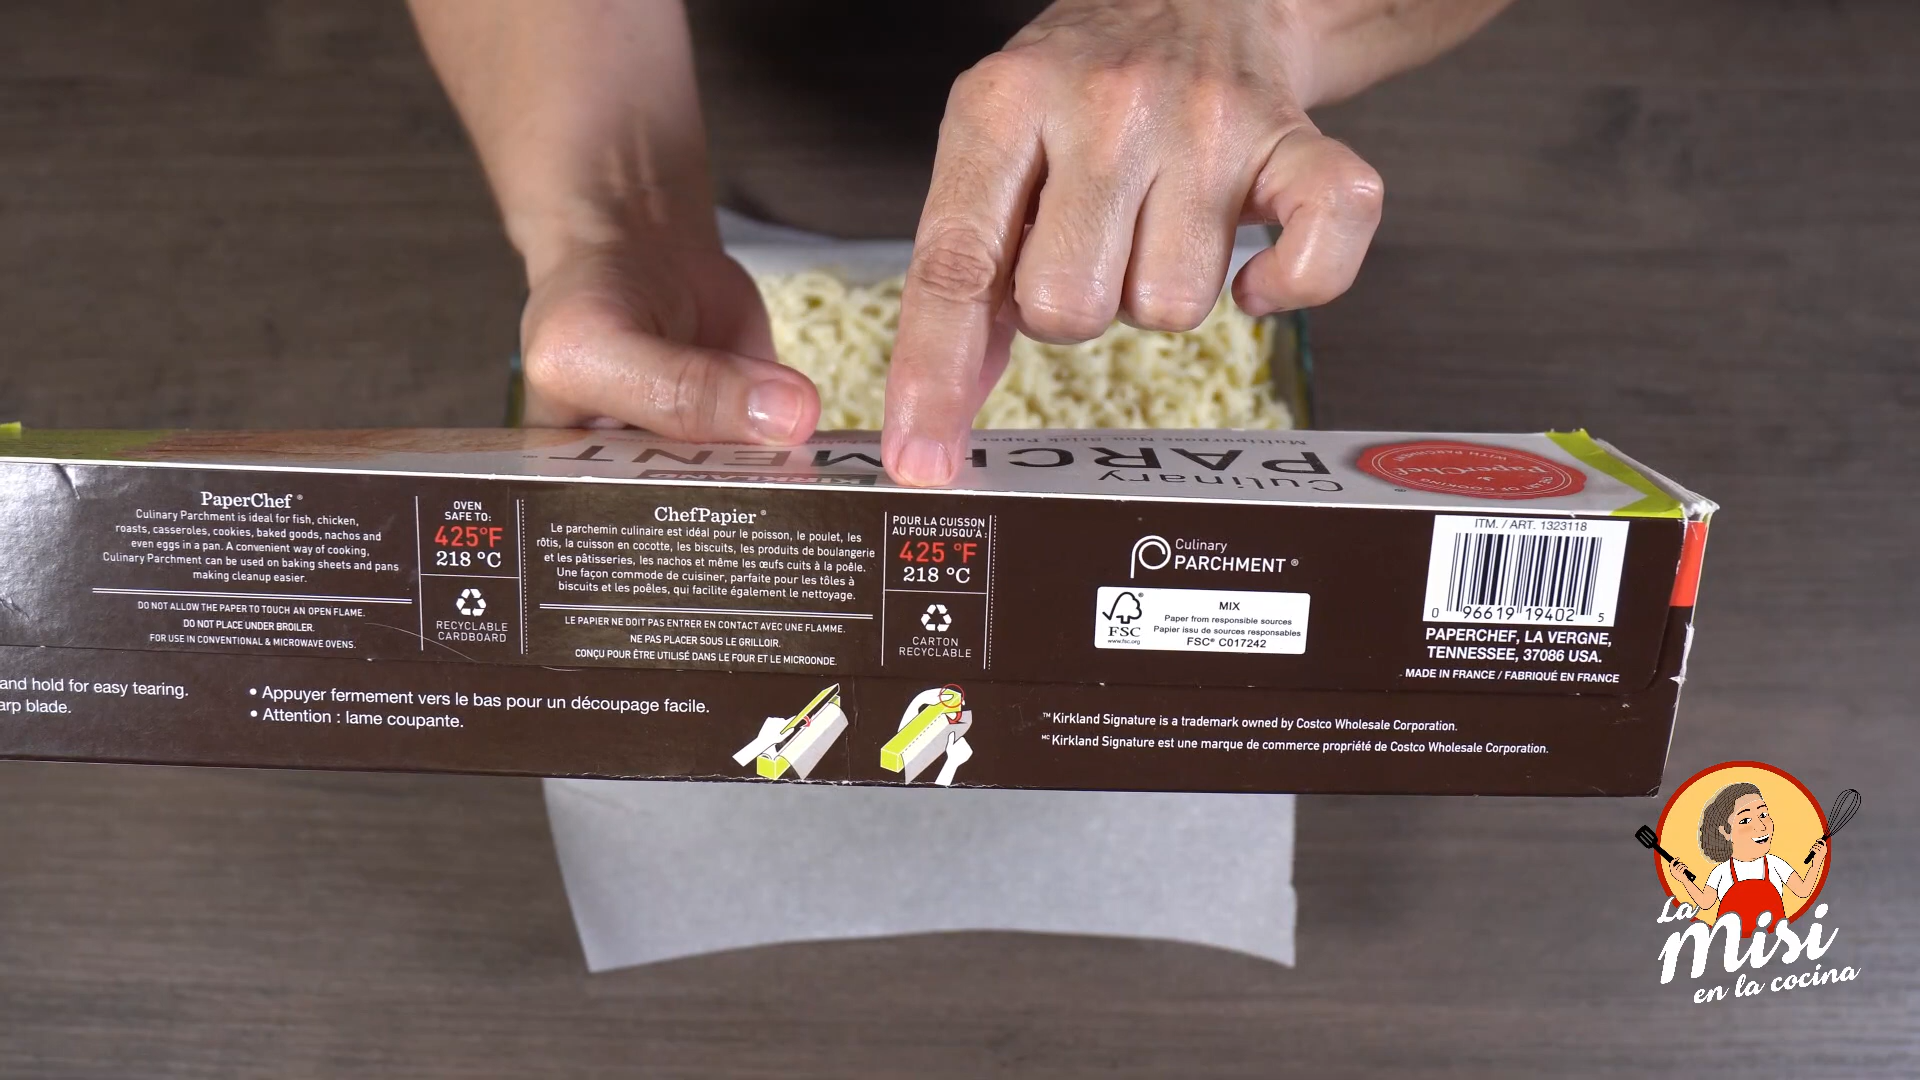 Multipurpose Non-Stick Paper
Culinary
PARCHMENT
KIRKLAND
PaperChef
WITH PARCHMENT
OF COOKING
PaperChef®
Culinary Parchment is ideal for fish, chicken,
roasts, casseroles, cookies, baked goods, nachos and
even eggs in a pan. A convenient way of cooking,
Culinary Parchment can be used on baking sheets and pans
making cleanup easier.
DO NOT ALLOW THE PAPER TO TOUCH AN OPEN FLAME.
DO NOT PLACE UNDER BROILER.
FOR USE IN CONVENTIONAL & MICROWAVE OVENS.
OVEN
SAFE TO:
425°F
218 °C
RECYCLABLE
CARDBOARD
ChefPapier®
Le parchemin culinaire est idéal pour le poisson, le poulet, les
rôtis, la cuisson en cocotte, les biscuits, les produits de boulangerie
et les pâtisseries, les nachos et même les œufs cuits à la poêle.
Une façon commode de cuisiner, parfaite pour les tôles à
biscuits et les poêles, qui facilite également le nettoyage.
LE PAPIER NE DOIT PAS ENTRER EN CONTACT AVEC UNE FLAMME.
NE PAS PLACER SOUS LE GRILLOIR.
CONÇU POUR ÊTRE UTILISÉ DANS LE FOUR ET LE MICROONDE.
POUR LA CUISSON
AU FOUR JUSQU'À:
425 °F
218 °C
CARTON
RECYCLABLE
Culinary
PARCHMENT®
FSC
www.fsc.org
MIX
Paper from responsible sources
Papier issu de sources responsables
FSC® C017242
ITM. / ART. 1323118
0 96619 19402 5
PAPERCHEF, LA VERGNE,
TENNESSEE, 37086 USA.
MADE IN FRANCE / FABRIQUÉ EN FRANCE
and hold for easy tearing.
arp blade.
• Appuyer fermement vers le bas pour un découpage facile.
• Attention : lame coupante.
™ Kirkland Signature is a trademark owned by Costco Wholesale Corporation.
MC Kirkland Signature est une marque de commerce propriété de Costco Wholesale Corporation.
La
Misi
en la cocina